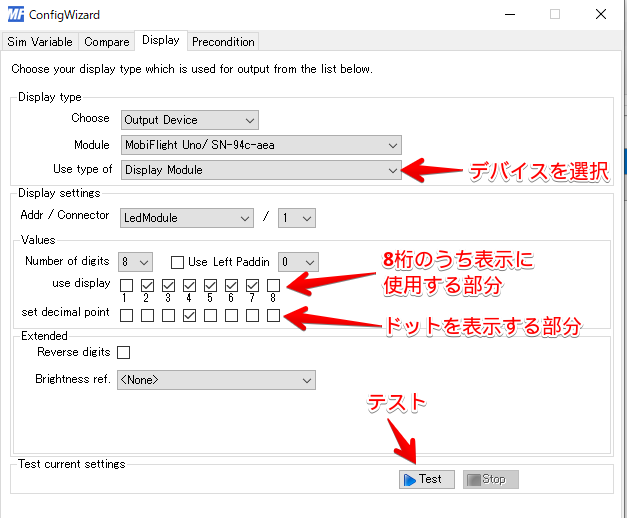 MF ConfigWizard
Sim Variable Compare Display Precondition
Choose your display type which is used for output from the list below.
Display type
Choose Output Device
Module MobiFlight Uno/ SN-94c-aea
Use type of Display Module
デバイスを選択
Display settings
Addr / Connector LedModule / 1
Values
Number of digits 8 Use Left Paddin 0
8桁のうち表示に
使用する部分
use display
1 2 3 4 5 6 7 8
set decimal point
ドットを表示する部分
Extended
Reverse digits
Brightness ref. <None>
テスト
Test current settings
Test Stop